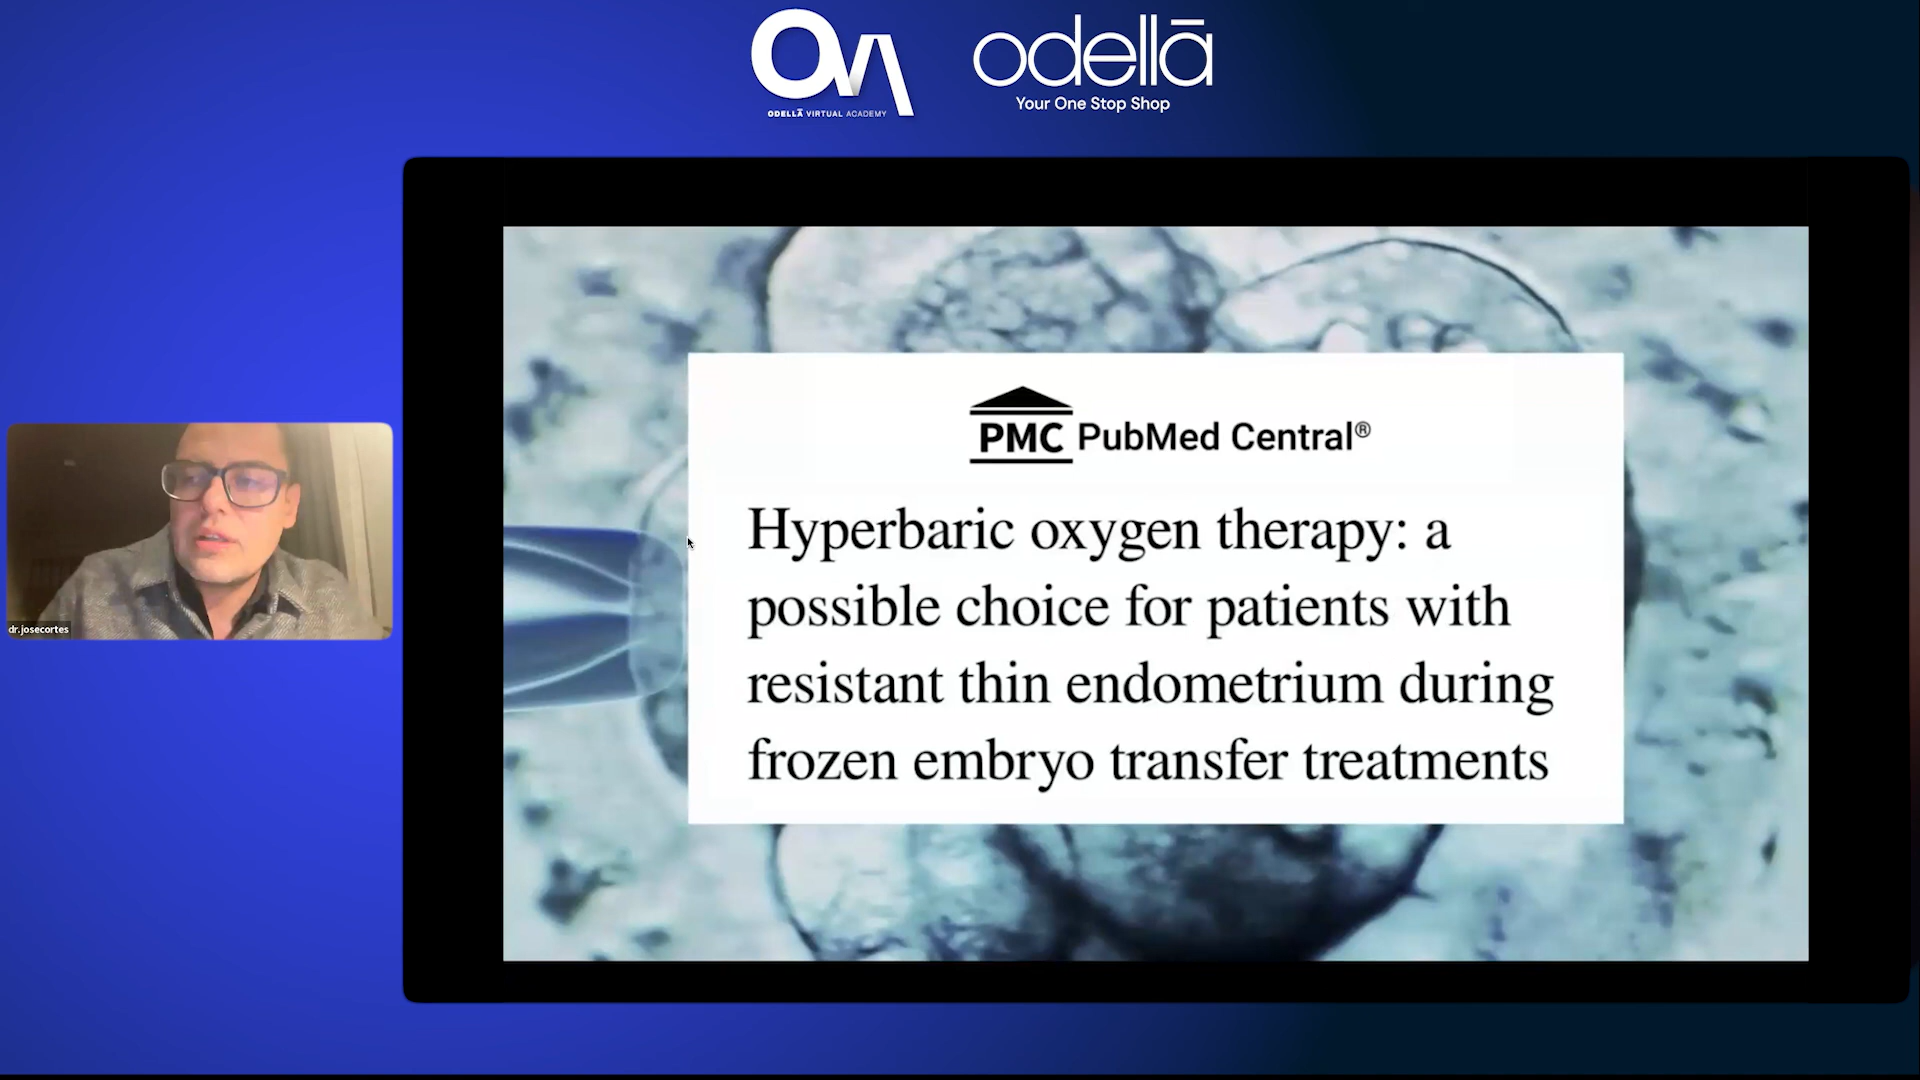 OVA
ODELLĀ VIRTUAL ACADEMY
odellā
Your One Stop Shop
PMC PubMed Central®
Hyperbaric oxygen therapy: a
possible choice for patients with
resistant thin endometrium during
frozen embryo transfer treatments
dr.josecortes